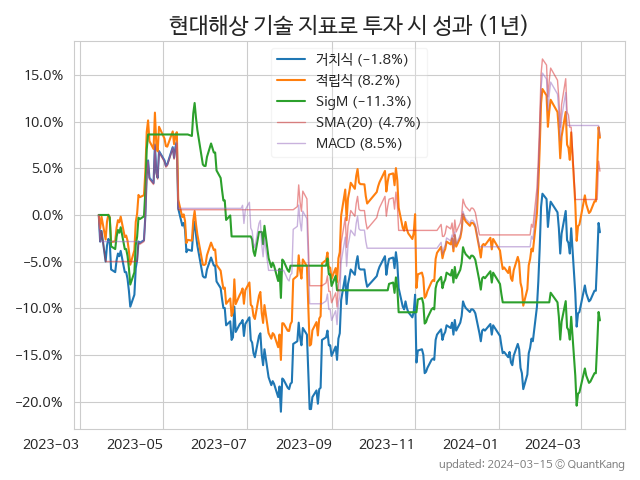 현대해상 기술 지표로 투자 시 성과 (1년)
거치식 (−1.8%)
적립식 (8.2%)
SigM (−11.3%)
SMA(20) (4.7%)
MACD (8.5%)
15.0%
10.0%
5.0%
0.0%
−5.0%
−10.0%
−15.0%
−20.0%
2023-03 2023-05 2023-07 2023-09 2023-11 2024-01 2024-03
updated: 2024-03-15 © QuantKang